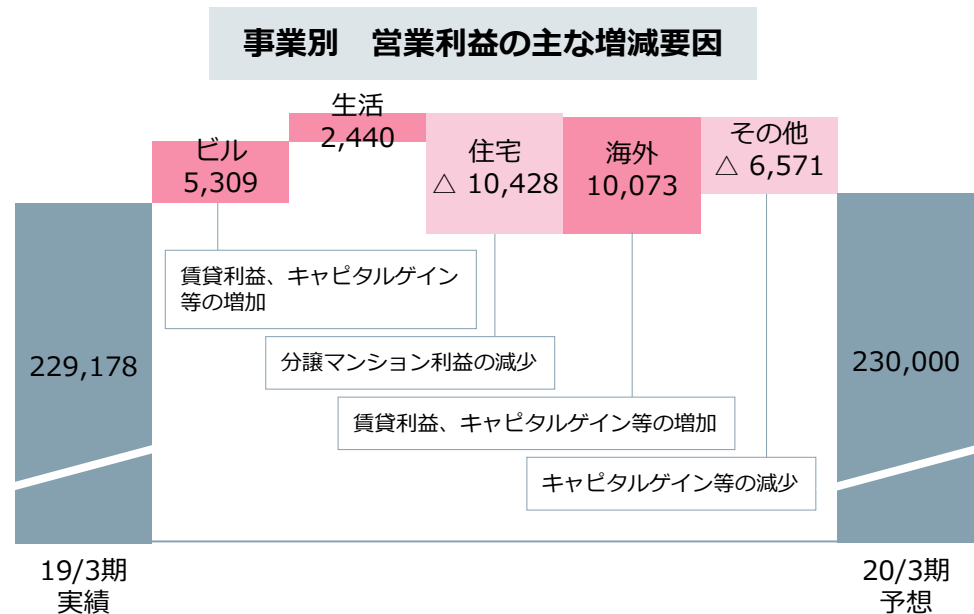 事業別　営業利益の主な増減要因
生活
2,440
ビル
5,309
住宅
△ 10,428
海外
10,073
その他
△ 6,571
賃貸利益、キャピタルゲイン
等の増加
分譲マンション利益の減少
賃貸利益、キャピタルゲイン等の増加
キャピタルゲイン等の減少
229,178
230,000
19/3期
実績
20/3期
予想